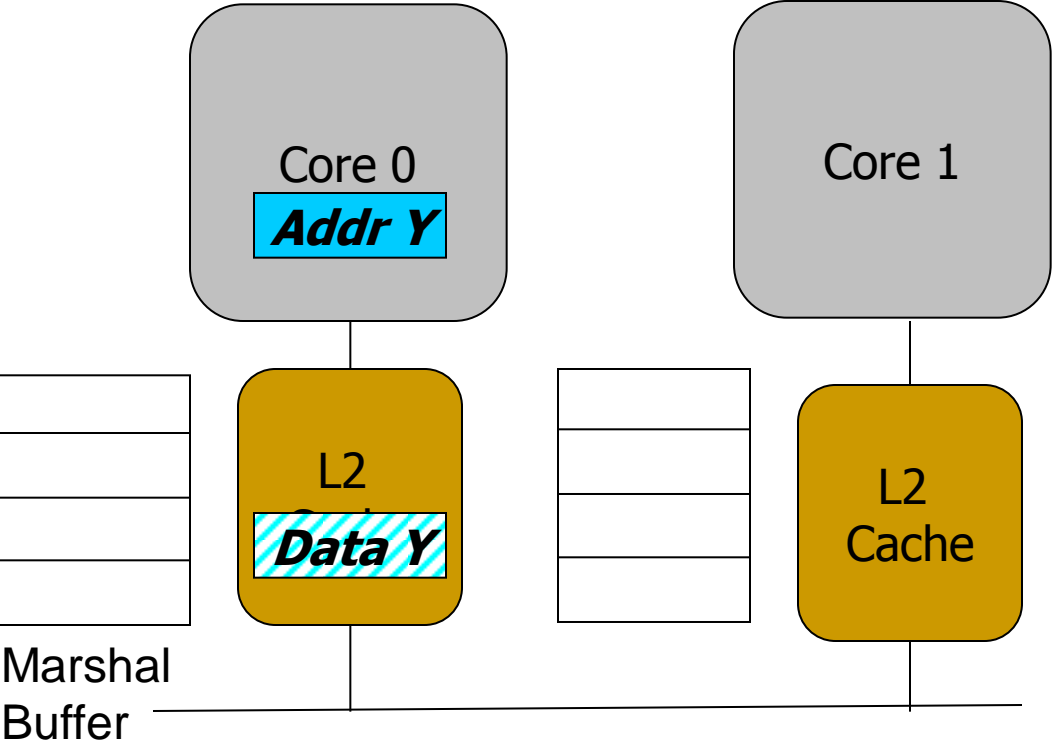 Core 0
Addr Y
Core 1
L2
Data Y
L2
Cache
Marshal
Buffer